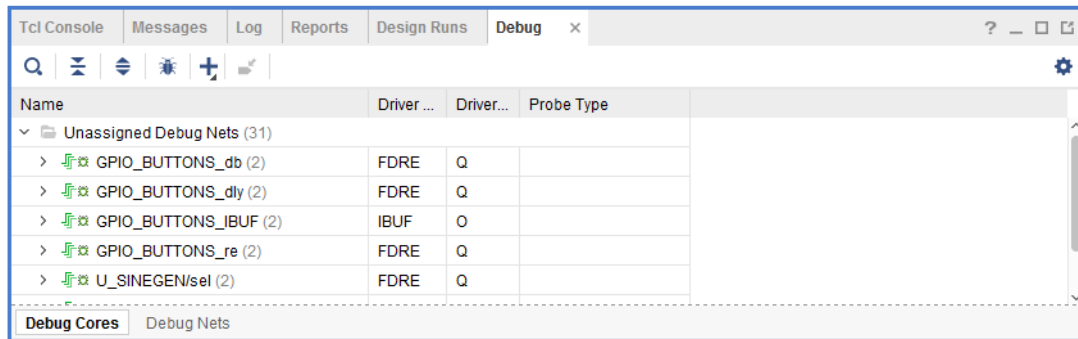 Tcl Console Messages Log Reports Design Runs Debug × ?
Name Driver ... Driver... Probe Type
Unassigned Debug Nets (31)
GPIO_BUTTONS_db (2) FDRE Q
GPIO_BUTTONS_dly (2) FDRE Q
GPIO_BUTTONS_IBUF (2) IBUF O
GPIO_BUTTONS_re (2) FDRE Q
U_SINEGEN/sel (2) FDRE Q
Debug Cores Debug Nets